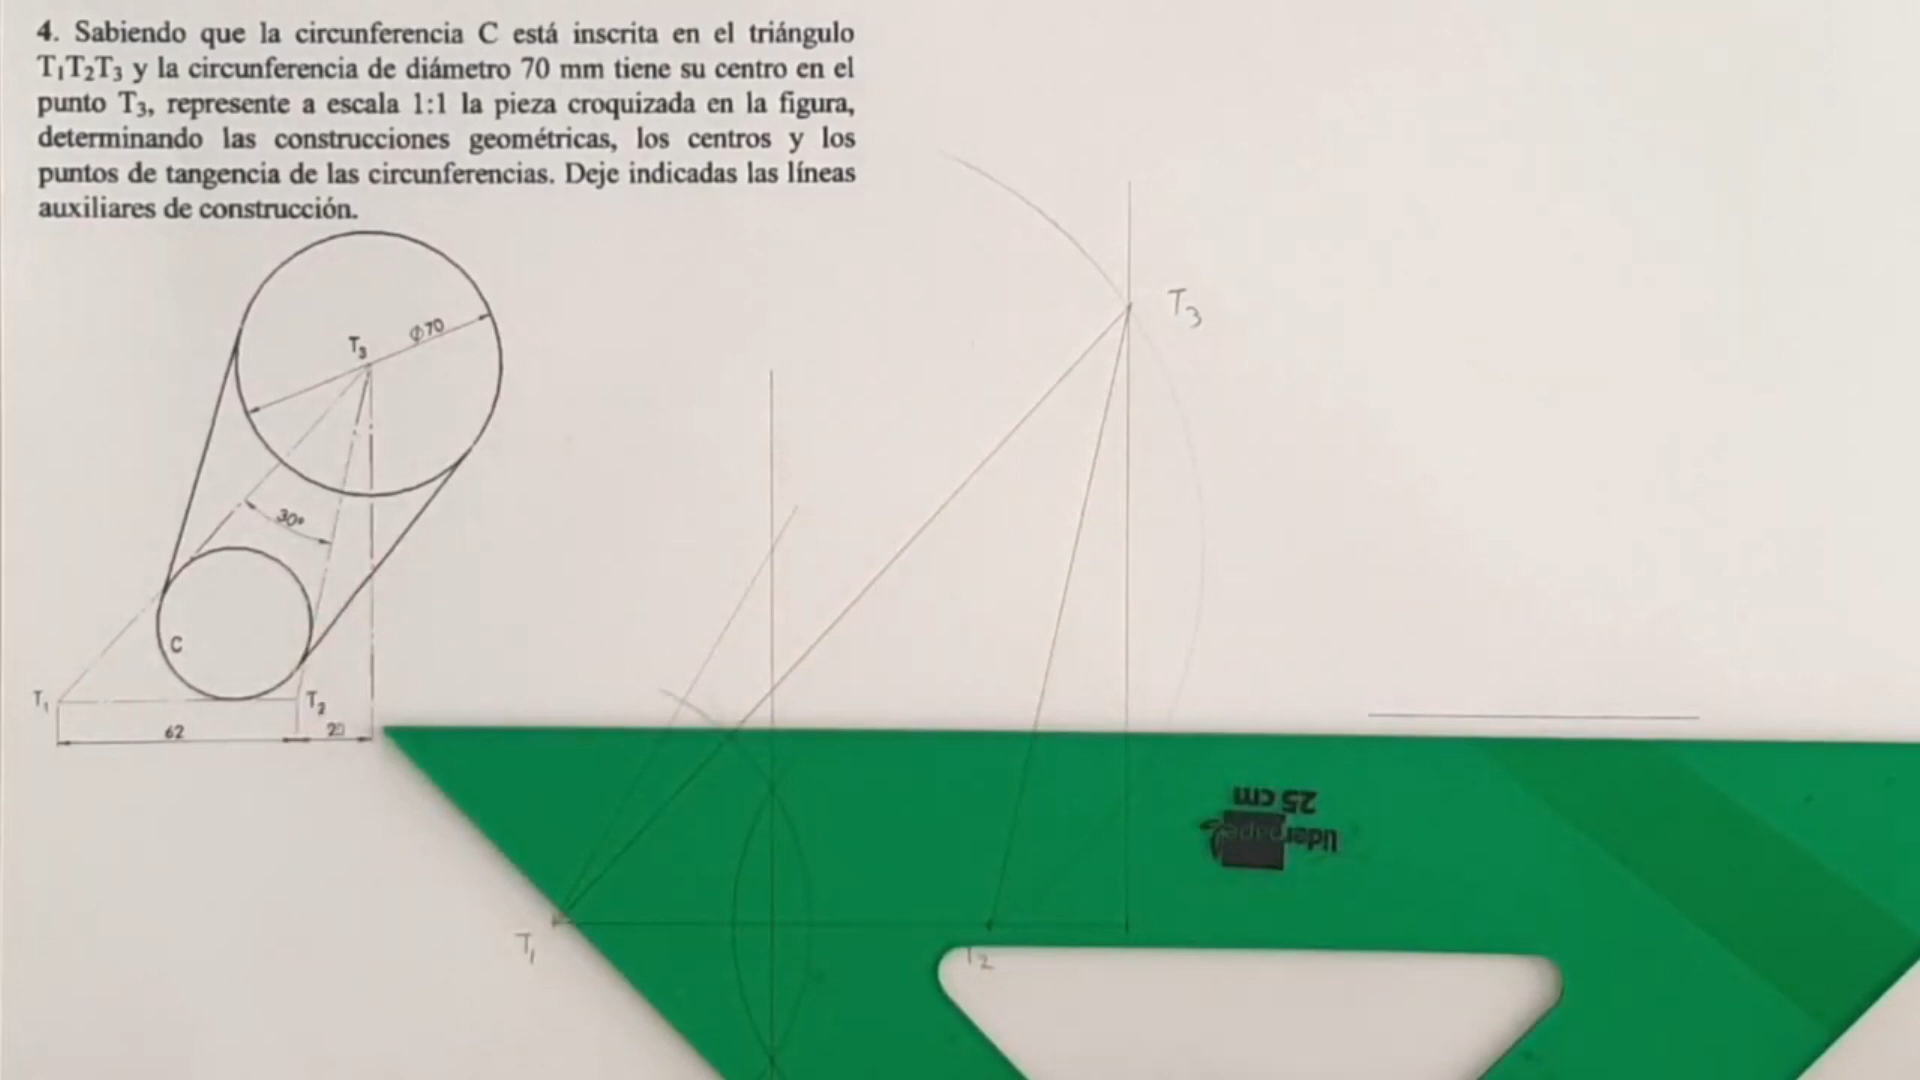 4. Sabiendo que la circunferencia C está inscrita en el triángulo
T₁T₂T₃ y la circunferencia de diámetro 70 mm tiene su centro en el
punto T₃, represente a escala 1:1 la pieza croquizada en la figura,
determinando las construcciones geométricas, los centros y los
puntos de tangencia de las circunferencias. Deje indicadas las líneas
auxiliares de construcción.
T₃
Φ70
30º
C
T₁
T₂
62
20
T₃
25 cm
T₁
T₂